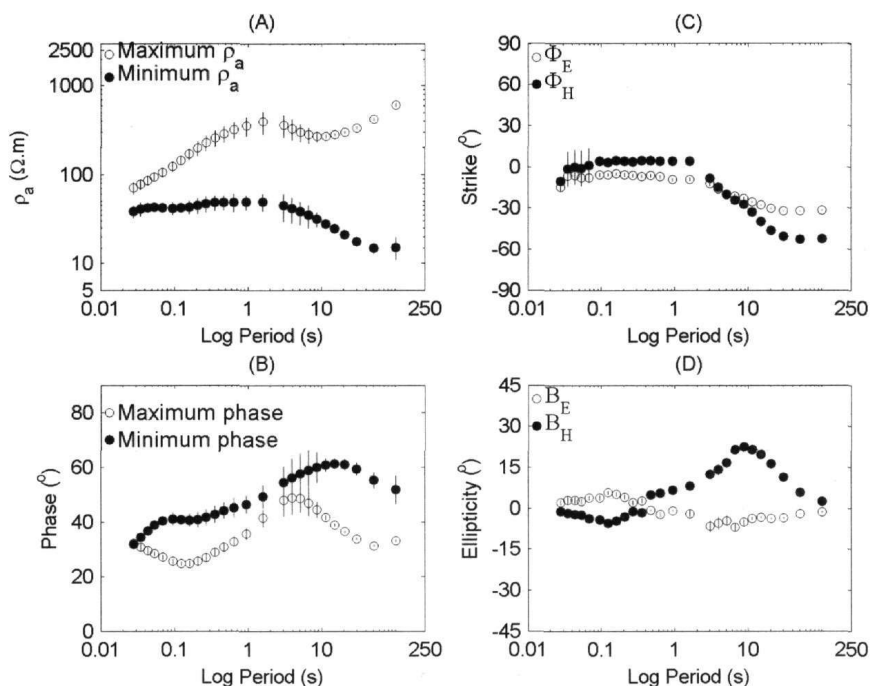 (A)
2500
1000
100
10
5
ρa (Ω.m)
Maximum ρa
Minimum ρa
0.01 0.1 1 10 250
Log Period (s)
(C)
90
60
30
0
-30
-60
-90
Strike (°)
ΦE
ΦH
0.01 0.1 1 10 250
Log Period (s)
(B)
80
60
40
20
0
Phase (°)
Maximum phase
Minimum phase
0.01 0.1 1 10 250
Log Period (s)
(D)
45
30
15
0
-15
-30
-45
Ellipticity (°)
BE
BH
0.01 0.1 1 10 250
Log Period (s)